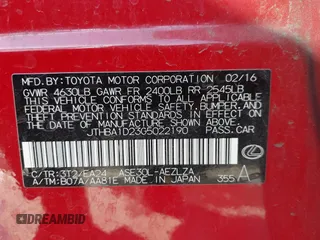 MFD. BY: TOYOTA MOTOR CORPORATION 02/16
GVWR 4630LB GAWR FR 2400LB RR 2545LB
THIS VEHICLE CONFORMS TO ALL APPLICABLE
FEDERAL MOTOR VEHICLE SAFETY, BUMPER, AND
THEFT PREVENTION STANDARDS IN EFFECT ON
THE DATE OF MANUFACTURE SHOWN ABOVE.
JTHBA1D23G5022190 PASS. CAR
C/TR: 3T2/EA24 ASE30L-AEZLZA
A/TM: B07A/AA81E MADE IN JAPAN 355 A
DREAMBID